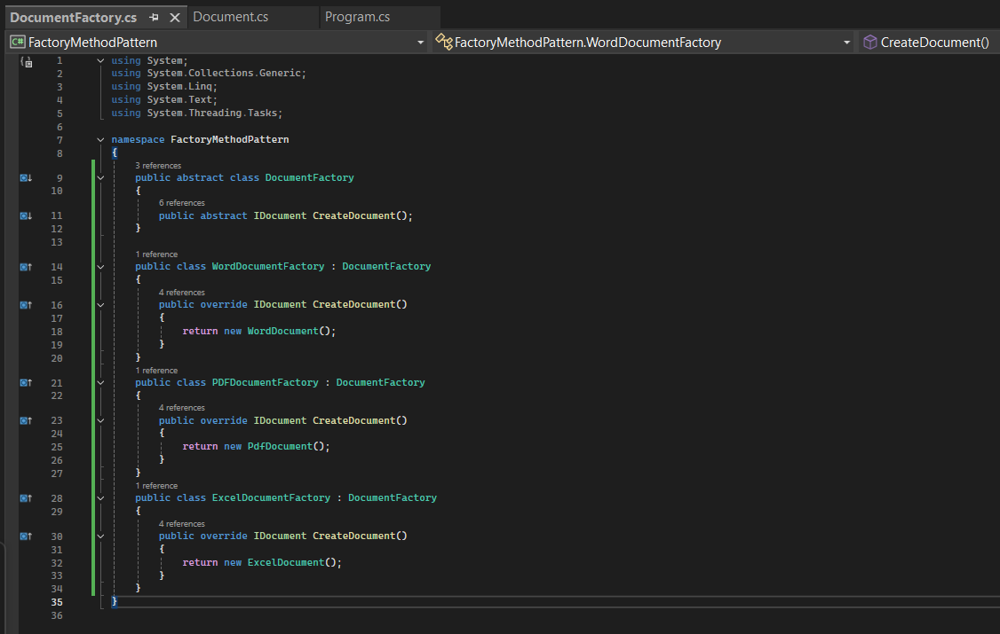 DocumentFactory.cs Document.cs Program.cs
C# FactoryMethodPattern FactoryMethodPattern.WordDocumentFactory CreateDocument()
1 using System;
2 using System.Collections.Generic;
3 using System.Linq;
4 using System.Text;
5 using System.Threading.Tasks;
6
7 namespace FactoryMethodPattern
8 {
3 references
9 public abstract class DocumentFactory
10 {
6 references
11 public abstract IDocument CreateDocument();
12 }
13
1 reference
14 public class WordDocumentFactory : DocumentFactory
15 {
4 references
16 public override IDocument CreateDocument()
17 {
18 return new WordDocument();
19 }
20 }
1 reference
21 public class PDFDocumentFactory : DocumentFactory
22 {
4 references
23 public override IDocument CreateDocument()
24 {
25 return new PdfDocument();
26 }
27 }
1 reference
28 public class ExcelDocumentFactory : DocumentFactory
29 {
4 references
30 public override IDocument CreateDocument()
31 {
32 return new ExcelDocument();
33 }
34 }
35 }
36